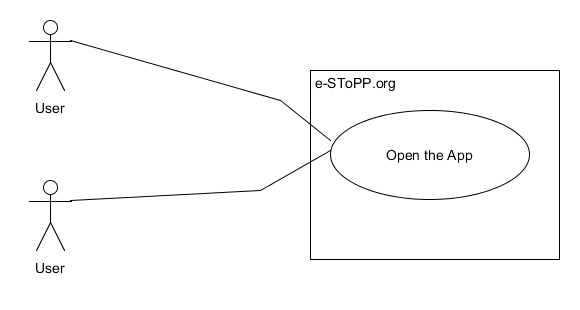 User
e-SToPP.org
Open the App
User